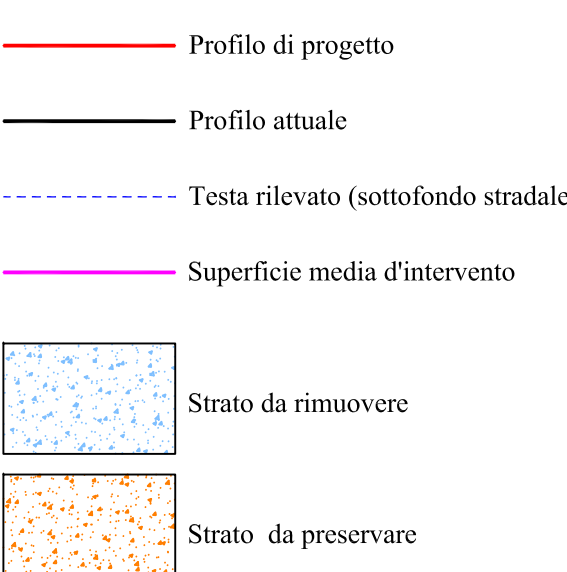 Profilo di progetto
Profilo attuale
Testa rilevato (sottofondo stradale
Superficie media d'intervento
Strato da rimuovere
Strato da preservare